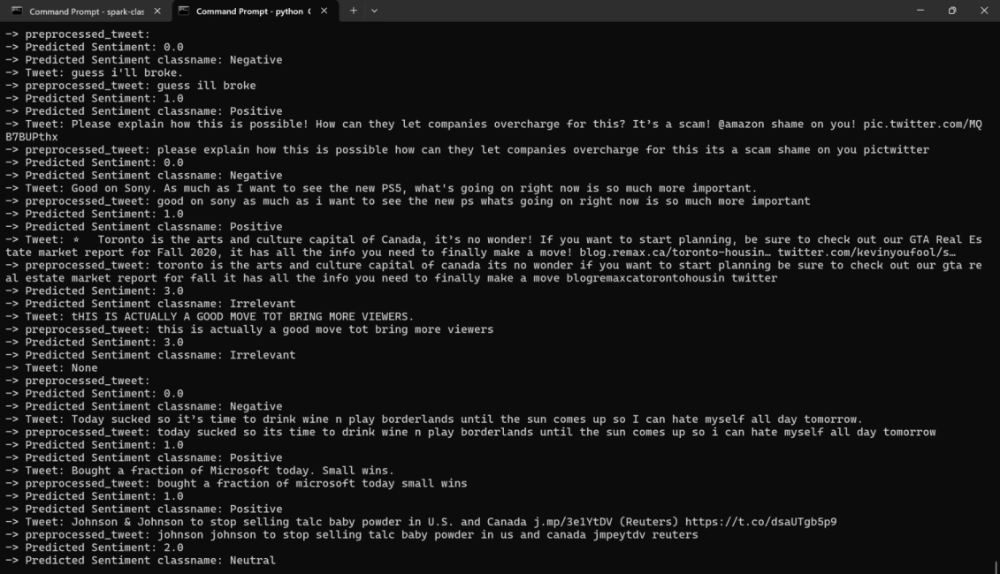 Command Prompt - spark-clas
Command Prompt - python (
-> preprocessed_tweet:
-> Predicted Sentiment: 0.0
-> Predicted Sentiment classname: Negative
-> Tweet: guess i'll broke.
-> preprocessed_tweet: guess ill broke
-> Predicted Sentiment: 1.0
-> Predicted Sentiment classname: Positive
-> Tweet: Please explain how this is possible! How can they let companies overcharge for this? It’s a scam! @amazon shame on you! pic.twitter.com/MQ
B7BUPthx
-> preprocessed_tweet: please explain how this is possible how can they let companies overcharge for this its a scam shame on you pictwitter
-> Predicted Sentiment: 0.0
-> Predicted Sentiment classname: Negative
-> Tweet: Good on Sony. As much as I want to see the new PS5, what's going on right now is so much more important.
-> preprocessed_tweet: good on sony as much as i want to see the new ps whats going on right now is so much more important
-> Predicted Sentiment: 1.0
-> Predicted Sentiment classname: Positive
-> Tweet: ⭐ Toronto is the arts and culture capital of Canada, it’s no wonder! If you want to start planning, be sure to check out our GTA Real Es
tate market report for Fall 2020, it has all the info you need to finally make a move! blog.remax.ca/toronto-housin… twitter.com/kevinyoufool/s…
-> preprocessed_tweet: toronto is the arts and culture capital of canada its no wonder if you want to start planning be sure to check out our gta re
al estate market report for fall it has all the info you need to finally make a move blogremaxcatorontohousin twitter
-> Predicted Sentiment: 3.0
-> Predicted Sentiment classname: Irrelevant
-> Tweet: tHIS IS ACTUALLY A GOOD MOVE TOT BRING MORE VIEWERS.
-> preprocessed_tweet: this is actually a good move tot bring more viewers
-> Predicted Sentiment: 3.0
-> Predicted Sentiment classname: Irrelevant
-> Tweet: None
-> preprocessed_tweet:
-> Predicted Sentiment: 0.0
-> Predicted Sentiment classname: Negative
-> Tweet: Today sucked so it’s time to drink wine n play borderlands until the sun comes up so I can hate myself all day tomorrow.
-> preprocessed_tweet: today sucked so its time to drink wine n play borderlands until the sun comes up so i can hate myself all day tomorrow
-> Predicted Sentiment: 1.0
-> Predicted Sentiment classname: Positive
-> Tweet: Bought a fraction of Microsoft today. Small wins.
-> preprocessed_tweet: bought a fraction of microsoft today small wins
-> Predicted Sentiment: 1.0
-> Predicted Sentiment classname: Positive
-> Tweet: Johnson & Johnson to stop selling talc baby powder in U.S. and Canada j.mp/3e1YtDV (Reuters) https://t.co/dsaUTgb5p9
-> preprocessed_tweet: johnson johnson to stop selling talc baby powder in us and canada jmpeytdv reuters
-> Predicted Sentiment: 2.0
-> Predicted Sentiment classname: Neutral